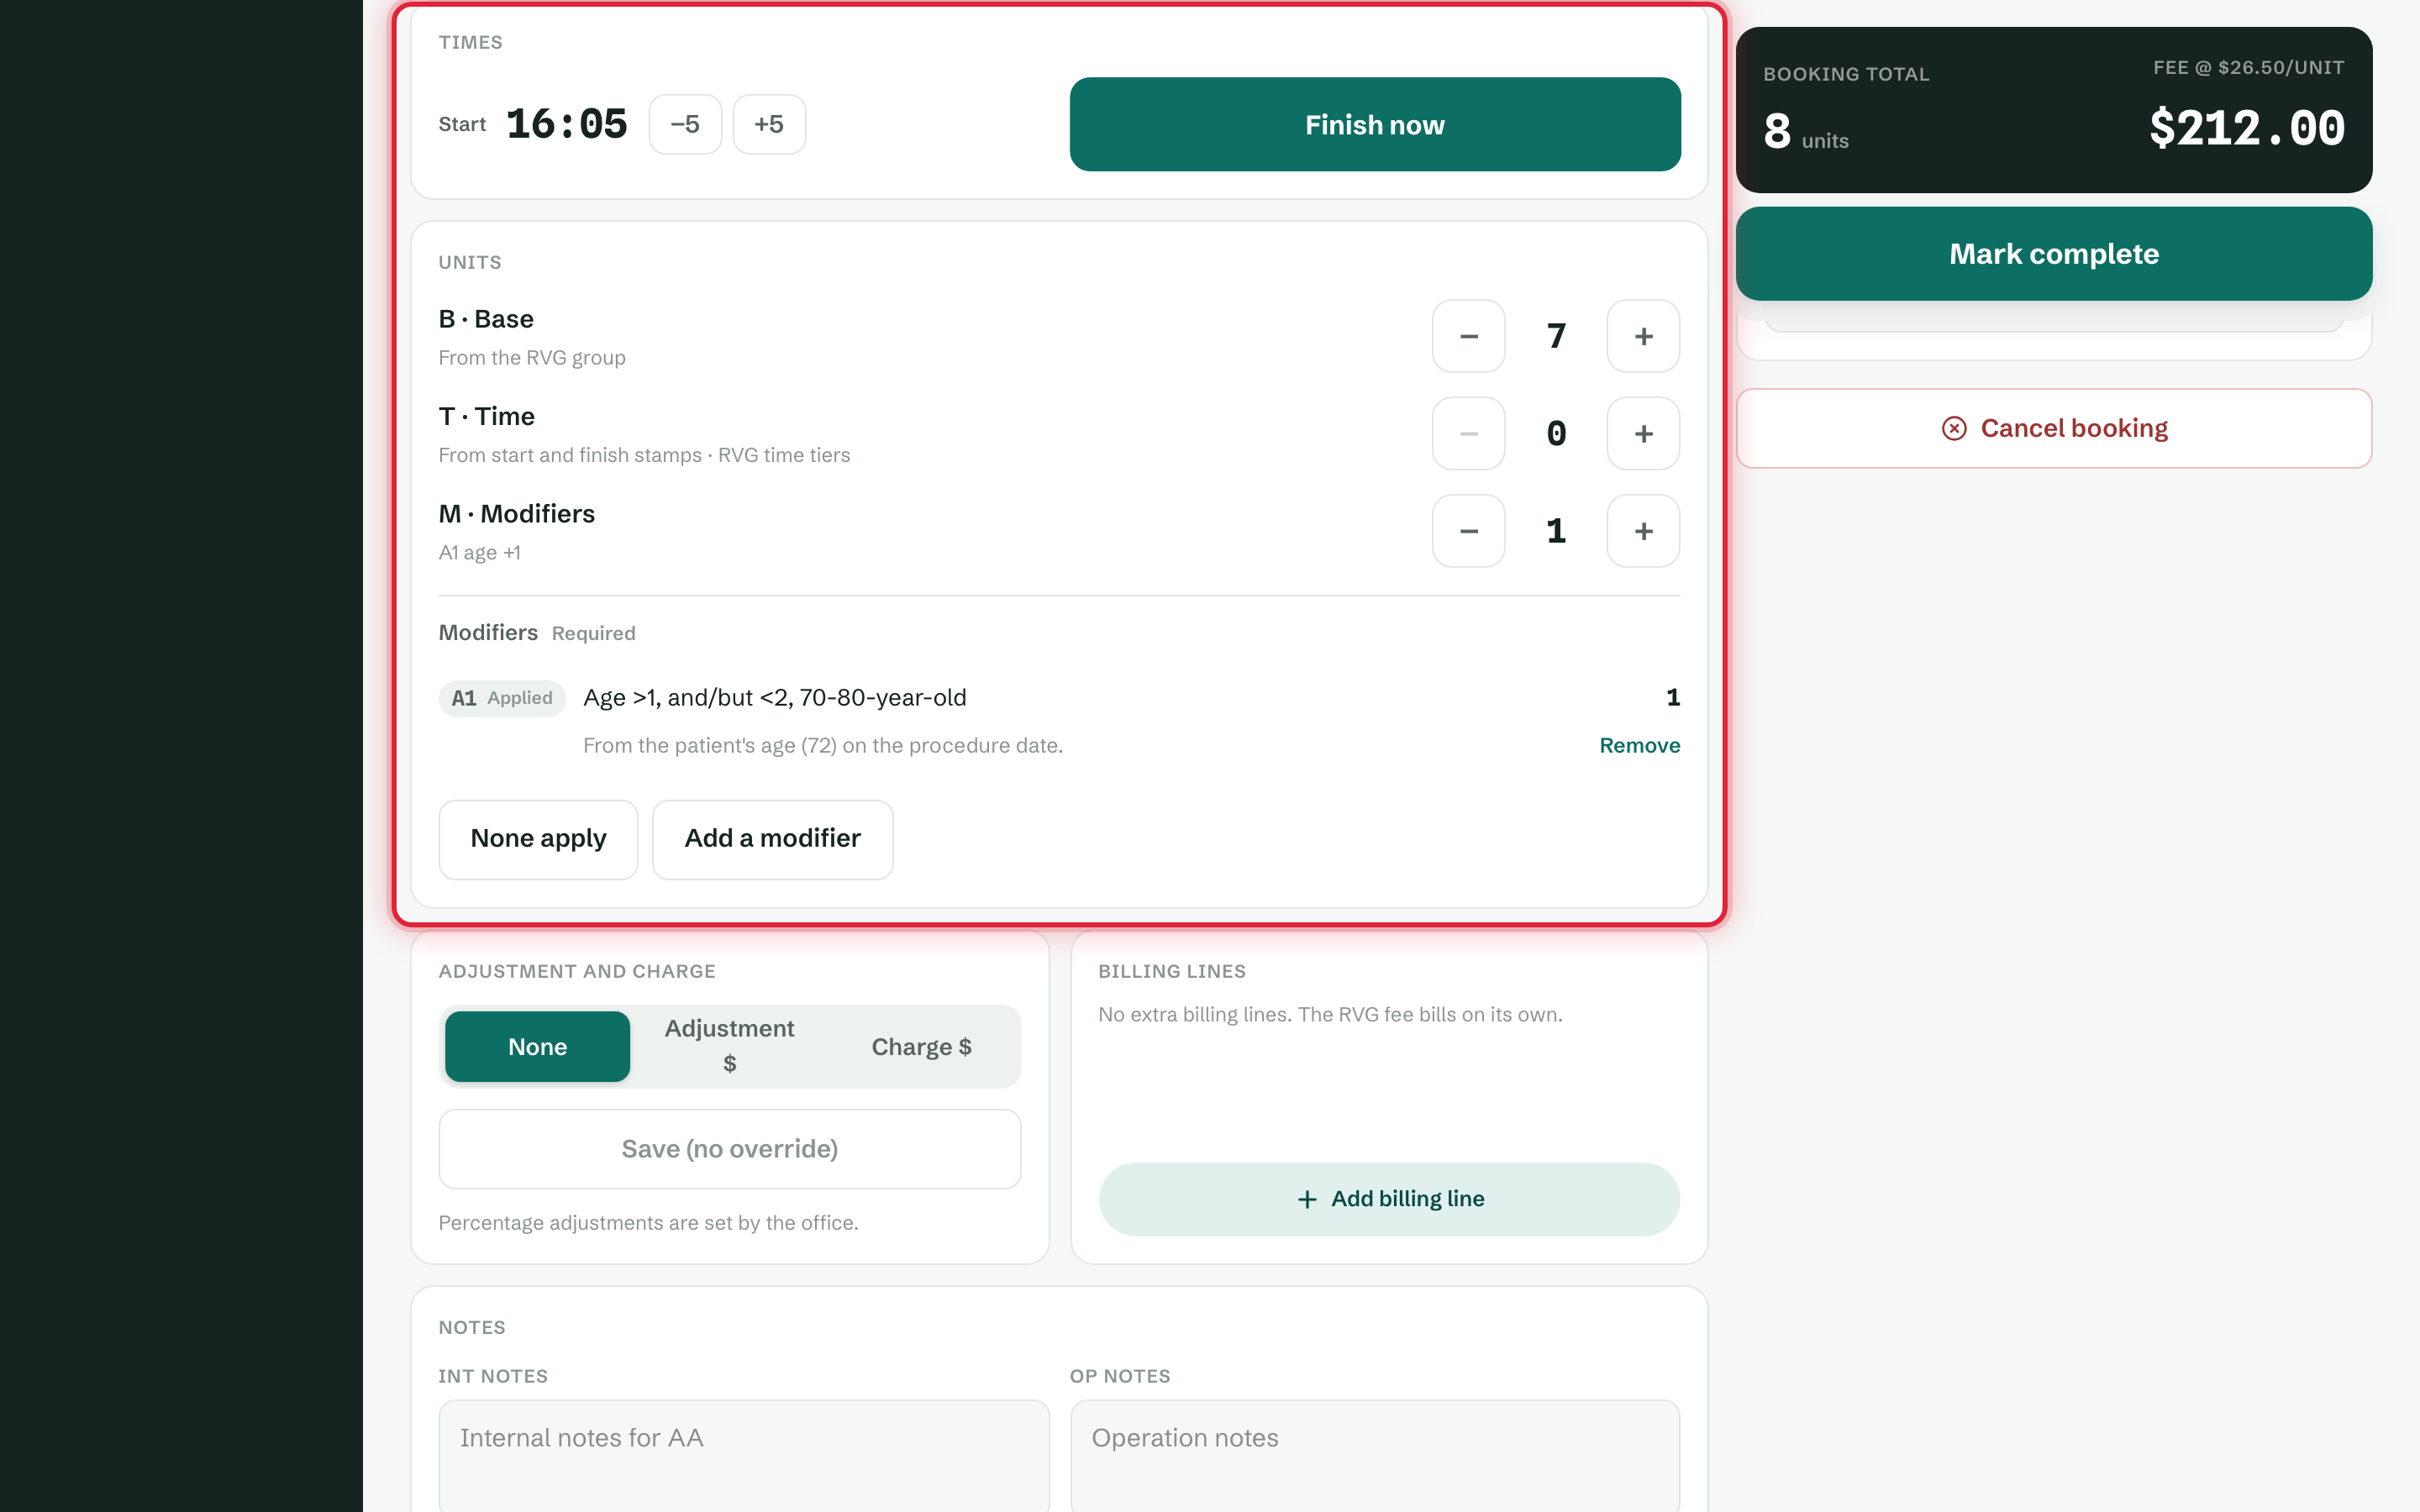 TIMES
Start 16:05 −5 +5
Finish now
UNITS
B · Base
From the RVG group
− 7 +
T · Time
From start and finish stamps · RVG time tiers
− 0 +
M · Modifiers
A1 age +1
− 1 +
Modifiers Required
A1 Applied Age >1, and/but <2, 70-80-year-old 1
From the patient's age (72) on the procedure date. Remove
None apply Add a modifier
BOOKING TOTAL
8 units
FEE @ $26.50/UNIT
$212.00
Mark complete
Cancel booking
ADJUSTMENT AND CHARGE
None
Adjustment
$
Charge $
Save (no override)
Percentage adjustments are set by the office.
BILLING LINES
No extra billing lines. The RVG fee bills on its own.
+ Add billing line
NOTES
INT NOTES
Internal notes for AA
OP NOTES
Operation notes